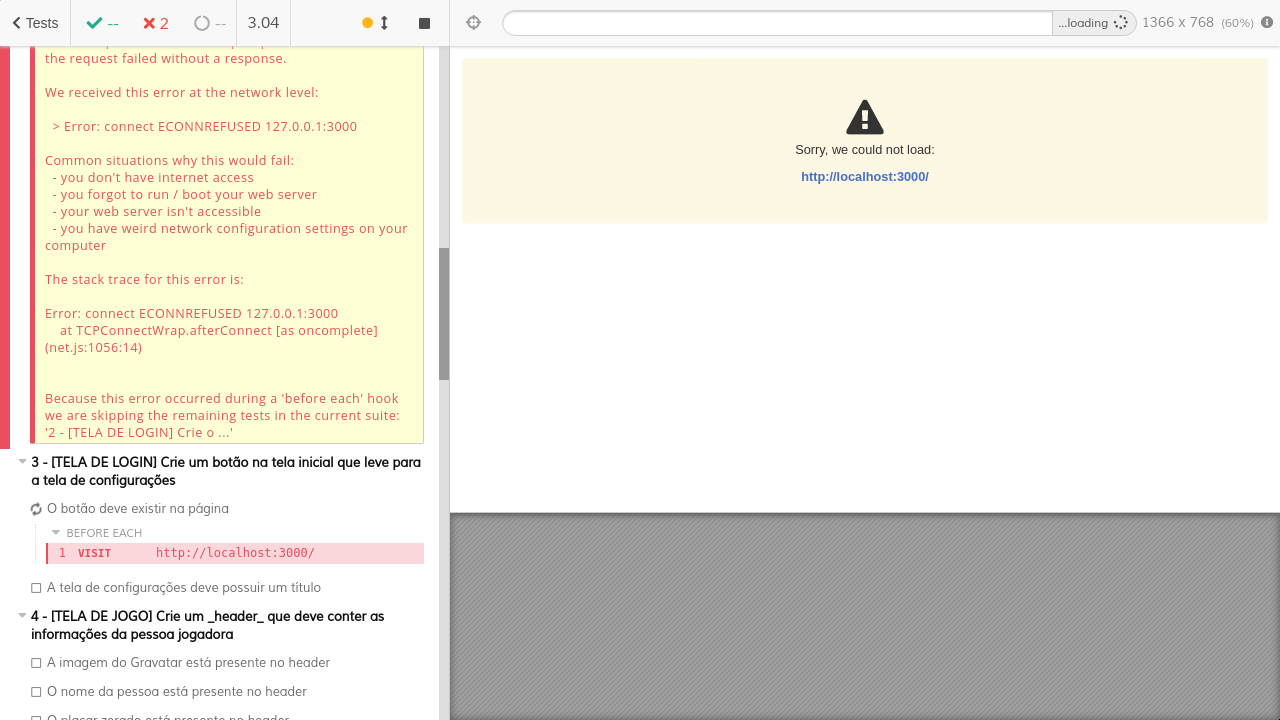 Tests
--
2
--
3.04
...loading
1366 x 768 (60%)
the request failed without a response.
We received this error at the network level:
> Error: connect ECONNREFUSED 127.0.0.1:3000
Common situations why this would fail:
- you don't have internet access
- you forgot to run / boot your web server
- your web server isn't accessible
- you have weird network configuration settings on your
computer
The stack trace for this error is:
Error: connect ECONNREFUSED 127.0.0.1:3000
at TCPConnectWrap.afterConnect [as oncomplete]
(net.js:1056:14)
Because this error occurred during a 'before each' hook
we are skipping the remaining tests in the current suite:
'2 - [TELA DE LOGIN] Crie o ...'
3 - [TELA DE LOGIN] Crie um botão na tela inicial que leve para
a tela de configurações
O botão deve existir na página
BEFORE EACH
1 VISIT http://localhost:3000/
A tela de configurações deve possuir um título
4 - [TELA DE JOGO] Crie um _header_ que deve conter as
informações da pessoa jogadora
A imagem do Gravatar está presente no header
O nome da pessoa está presente no header
O placar zerado está presente no header
Sorry, we could not load:
http://localhost:3000/